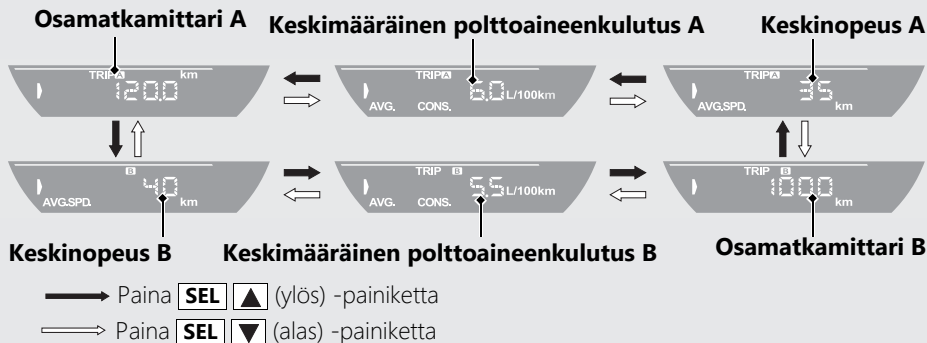 Osamatkamittari A
Keskimääräinen polttoaineenkulutus A
Keskinopeus A
TRIP A km
120.0
TRIP A
6.0 L/100km
AVG. CONS.
TRIP A
35
AVG.SPD. km
B
40
AVG.SPD. km
TRIP B
5.5 L/100km
AVG. CONS.
TRIP B
100.0
km
Keskinopeus B
Keskimääräinen polttoaineenkulutus B
Osamatkamittari B
Paina SEL ▲ (ylös) -painiketta
Paina SEL ▼ (alas) -painiketta